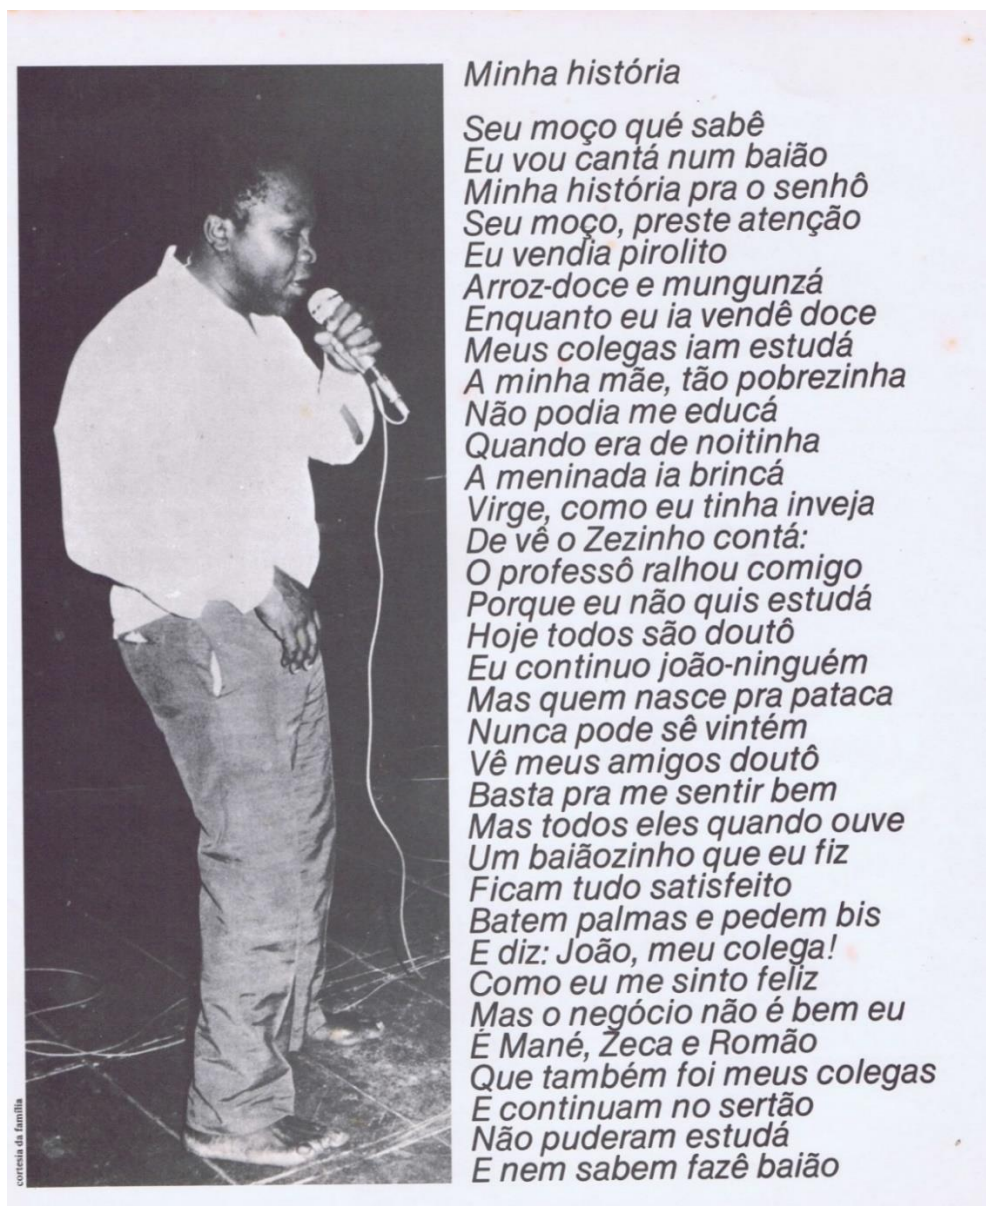 Minha história
Seu moço qué sabê
Eu vou cantá num baião
Minha história pra o senhô
Seu moço, preste atenção
Eu vendia pirolito
Arroz-doce e mungunzá
Enquanto eu ia vendê doce
Meus colegas iam estudá
A minha mãe, tão pobrezinha
Não podia me educá
Quando era de noitinha
A meninada ia brincá
Virge, como eu tinha inveja
De vê o Zezinho contá:
O professô ralhou comigo
Porque eu não quis estudá
Hoje todos são doutô
Eu continuo joão-ninguém
Mas quem nasce pra pataca
Nunca pode sê vintém
Vê meus amigos doutô
Basta pra me sentir bem
Mas todos eles quando ouve
Um baiãozinho que eu fiz
Ficam tudo satisfeito
Batem palmas e pedem bis
E diz: João, meu colega!
Como eu me sinto feliz
Mas o negócio não é bem eu
É Mané, Zeca e Romão
Que também foi meus colegas
E continuam no sertão
Não puderam estudá
E nem sabem fazê baião
cortesia da família